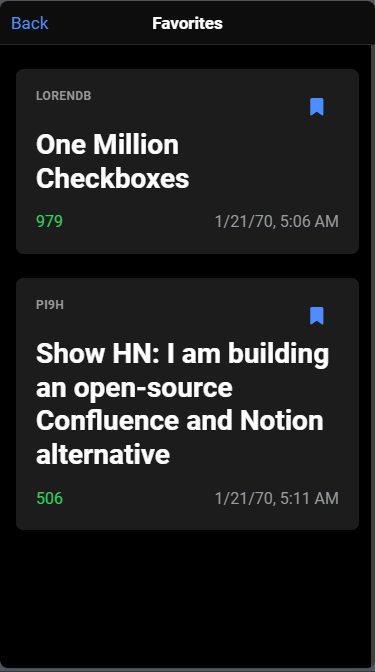 Back Favorites
LORENDB
One Million
Checkboxes
979 1/21/70, 5:06 AM
PI9H
Show HN: I am building
an open-source
Confluence and Notion
alternative
506 1/21/70, 5:11 AM